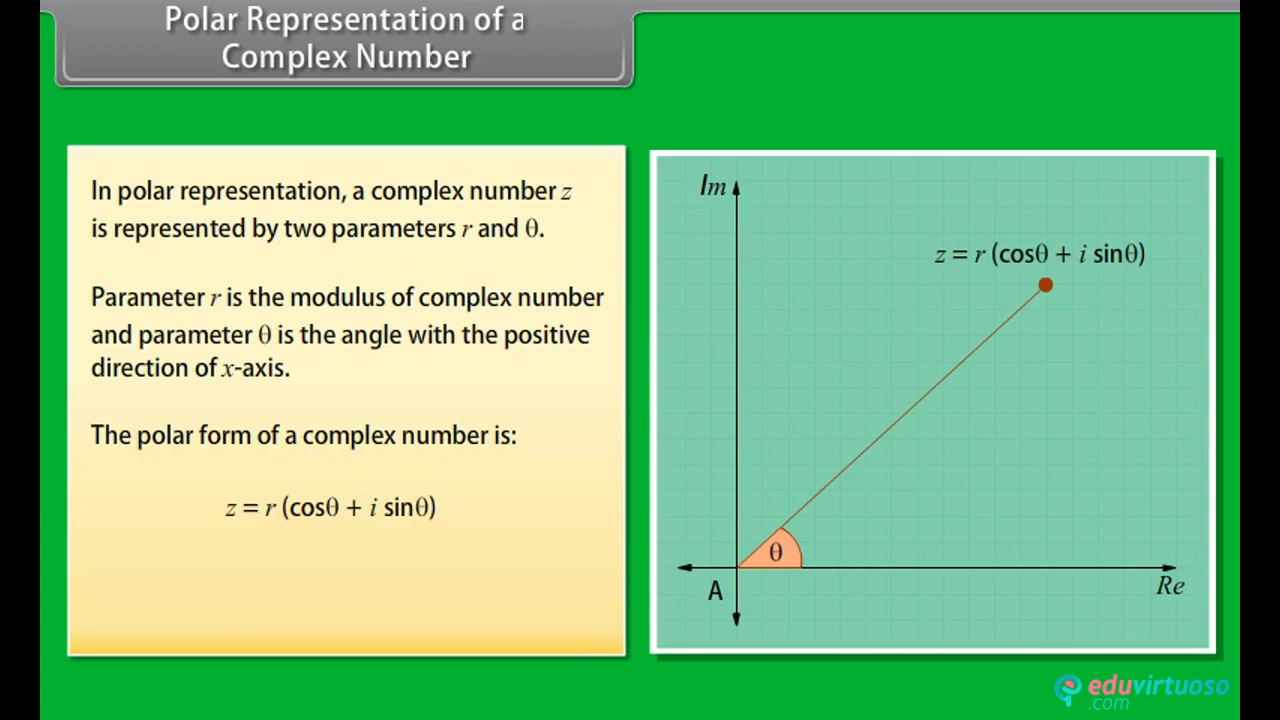 Polar Representation of a
Complex Number
In polar representation, a complex number z
is represented by two parameters r and θ.
Parameter r is the modulus of complex number
and parameter θ is the angle with the positive
direction of x-axis.
The polar form of a complex number is:
z = r (cosθ + i sinθ)
Im
z = r (cosθ + i sinθ)
θ
A
Re
eduvirtuoso
.com